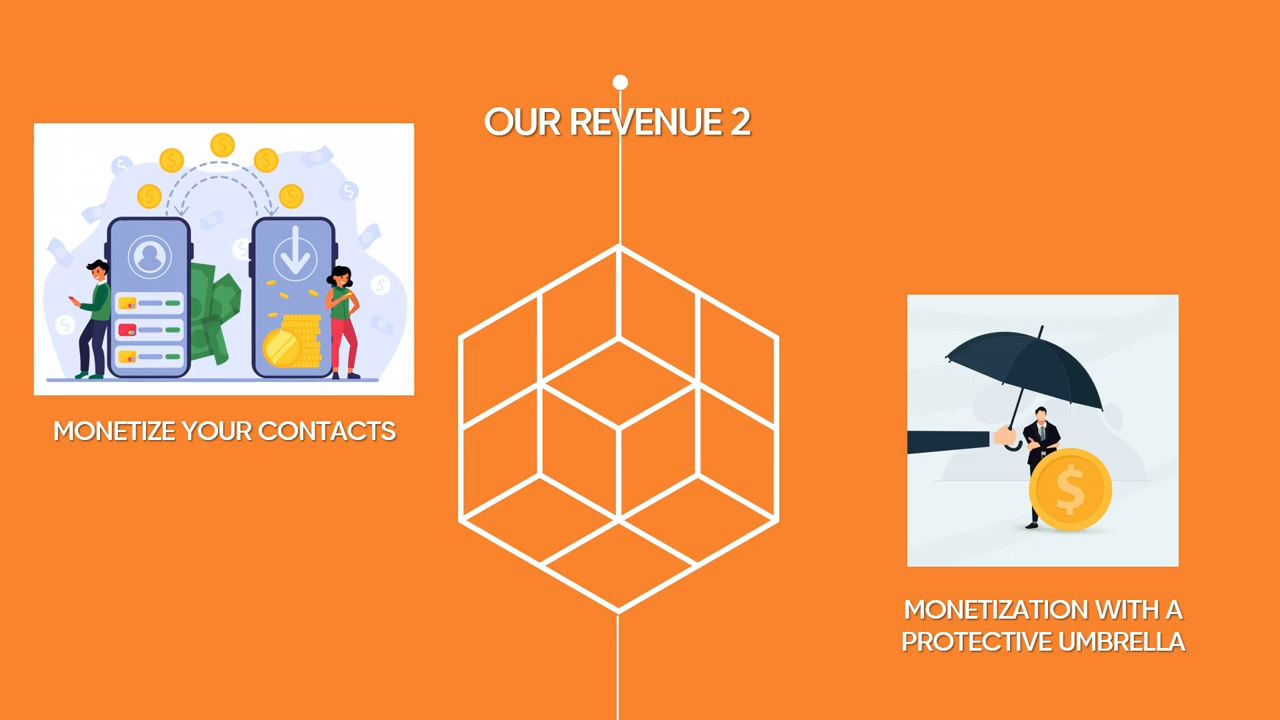 OUR REVENUE 2
MONETIZE YOUR CONTACTS
MONETIZATION WITH A
PROTECTIVE UMBRELLA